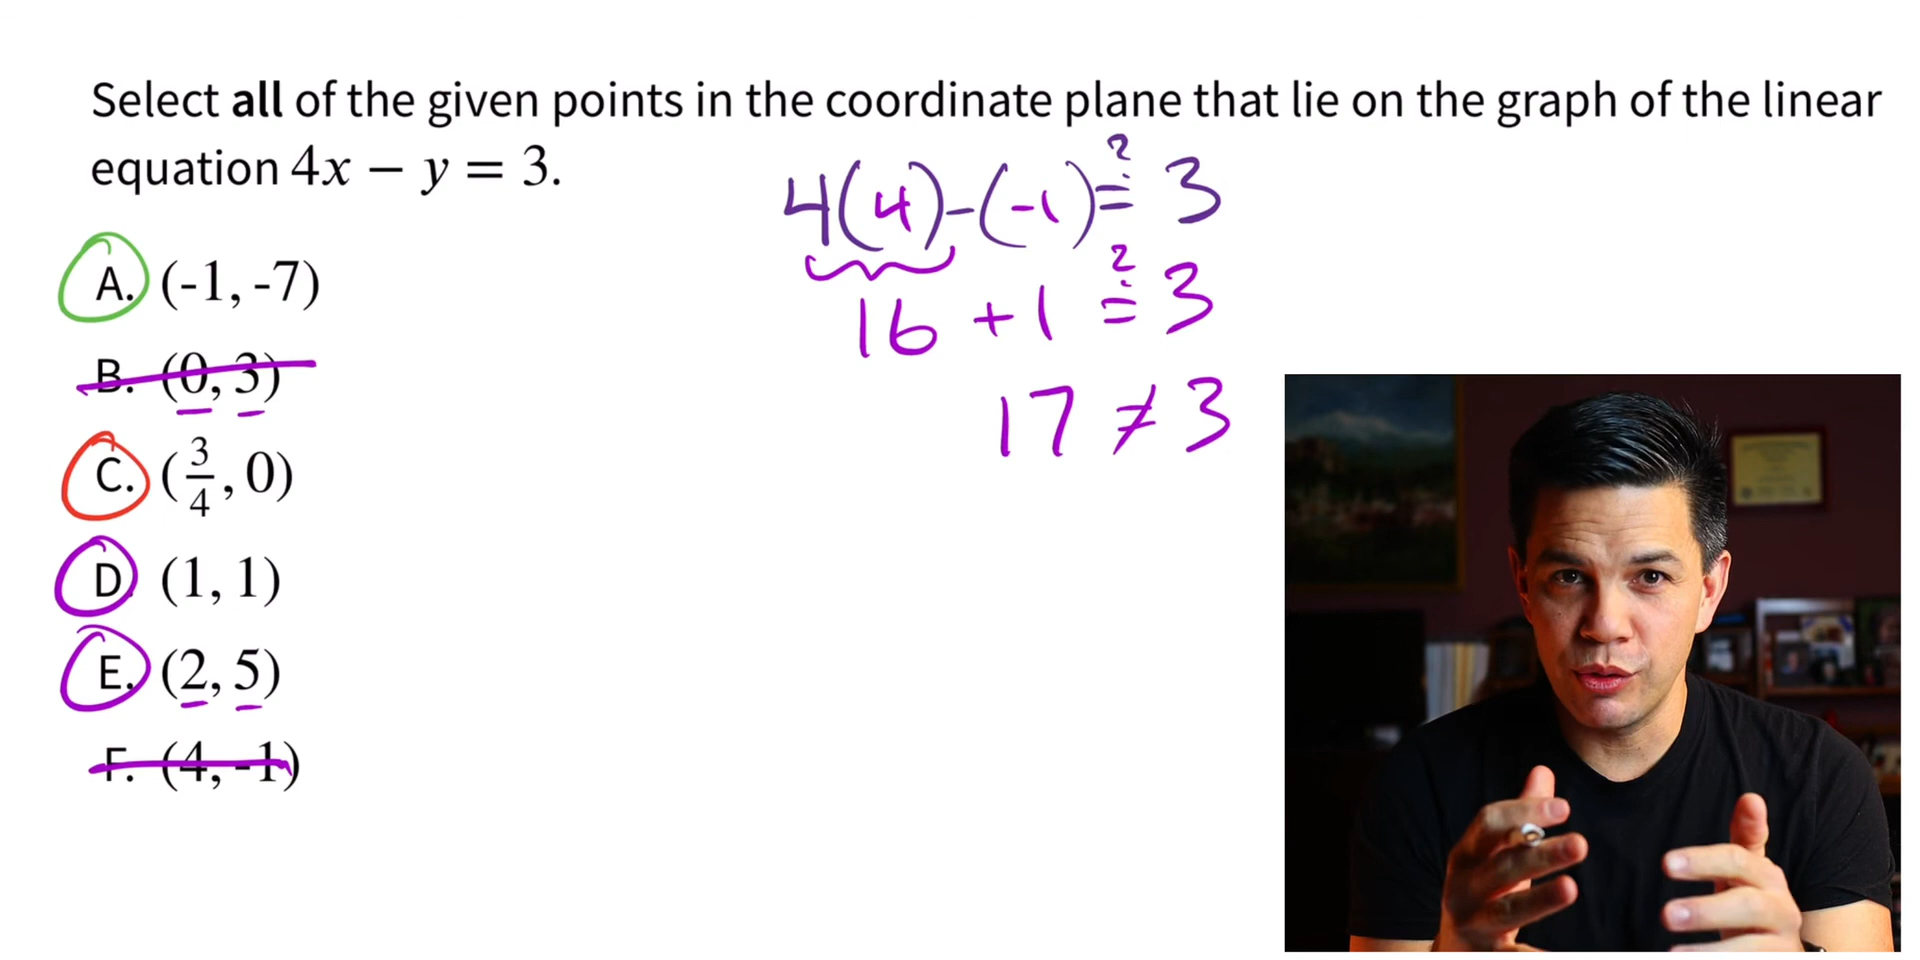 Select all of the given points in the coordinate plane that lie on the graph of the linear
equation 4x − y = 3.
4(4)-(-1) ≟ 3
16 + 1 ≟ 3
17 ≠ 3
A. (-1, -7)
B. (0, 3)
C. (3/4, 0)
D. (1, 1)
E. (2, 5)
F. (4, -1)